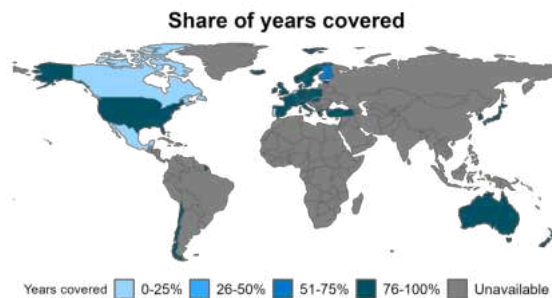 Share of years covered
Years covered 0-25% 26-50% 51-75% 76-100% Unavailable